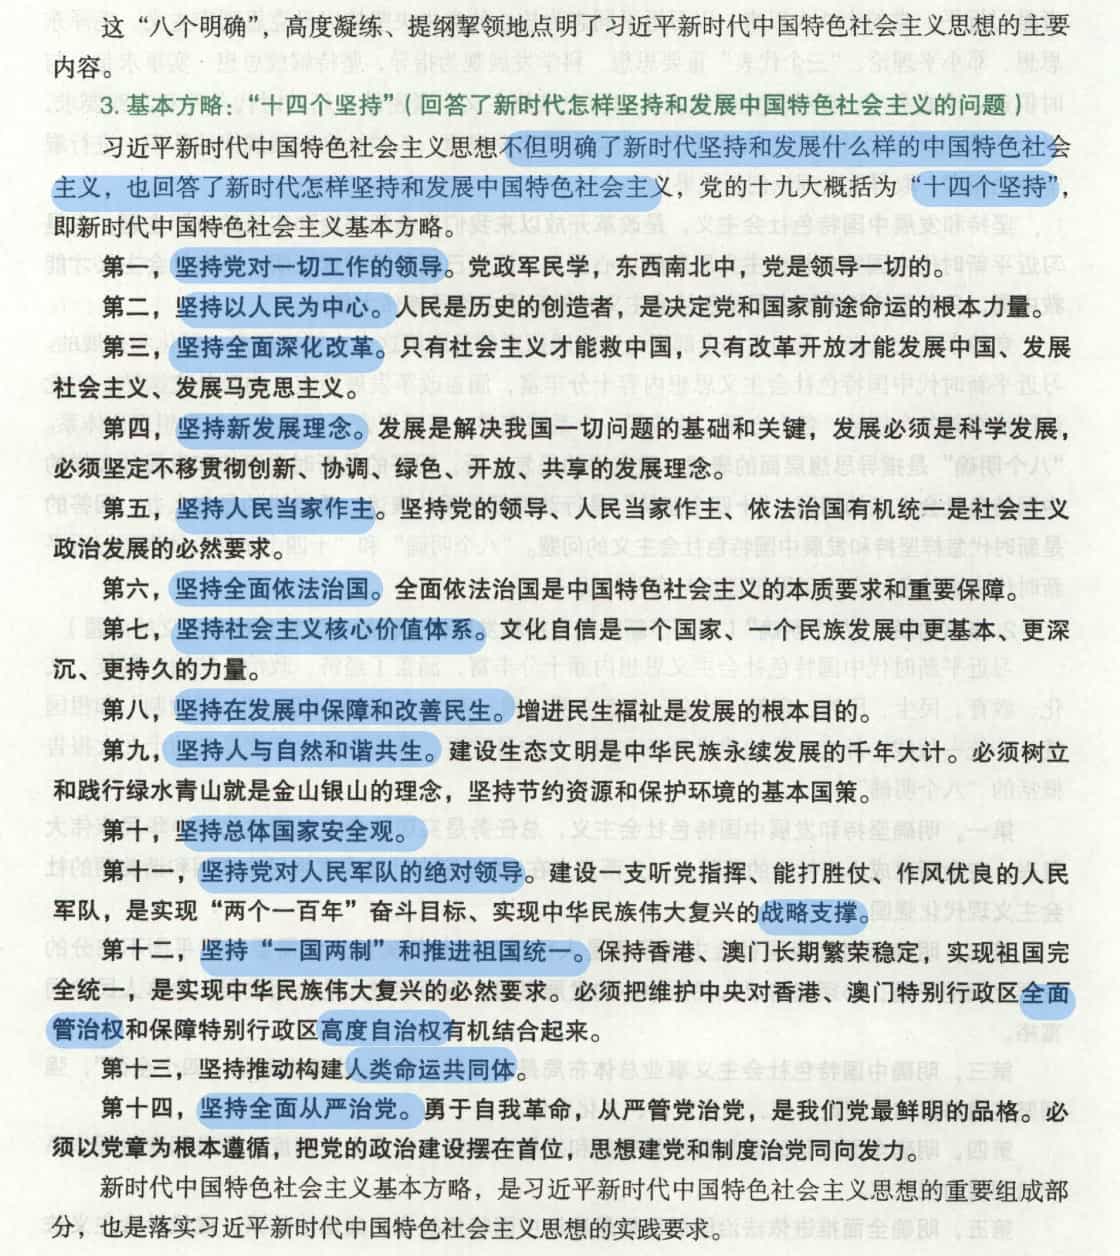 这“八个明确”，高度凝练、提纲挈领地点明了习近平新时代中国特色社会主义思想的主要
内容。
3. 基本方略：“十四个坚持”（回答了新时代怎样坚持和发展中国特色社会主义的问题）
习近平新时代中国特色社会主义思想不但明确了新时代坚持和发展什么样的中国特色社会
主义，也回答了新时代怎样坚持和发展中国特色社会主义，党的十九大概括为“十四个坚持”，
即新时代中国特色社会主义基本方略。
第一，坚持党对一切工作的领导。党政军民学，东西南北中，党是领导一切的。
第二，坚持以人民为中心。人民是历史的创造者，是决定党和国家前途命运的根本力量。
第三，坚持全面深化改革。只有社会主义才能救中国，只有改革开放才能发展中国、发展
社会主义、发展马克思主义。
第四，坚持新发展理念。发展是解决我国一切问题的基础和关键，发展必须是科学发展，
必须坚定不移贯彻创新、协调、绿色、开放、共享的发展理念。
第五，坚持人民当家作主。坚持党的领导、人民当家作主、依法治国有机统一是社会主义
政治发展的必然要求。
第六，坚持全面依法治国。全面依法治国是中国特色社会主义的本质要求和重要保障。
第七，坚持社会主义核心价值体系。文化自信是一个国家、一个民族发展中更基本、更深
沉、更持久的力量。
第八，坚持在发展中保障和改善民生。增进民生福祉是发展的根本目的。
第九，坚持人与自然和谐共生。建设生态文明是中华民族永续发展的千年大计。必须树立
和践行绿水青山就是金山银山的理念，坚持节约资源和保护环境的基本国策。
第十，坚持总体国家安全观。
第十一，坚持党对人民军队的绝对领导。建设一支听党指挥、能打胜仗、作风优良的人民
军队，是实现“两个一百年”奋斗目标、实现中华民族伟大复兴的战略支撑。
第十二，坚持“一国两制”和推进祖国统一。保持香港、澳门长期繁荣稳定，实现祖国完
全统一，是实现中华民族伟大复兴的必然要求。必须把维护中央对香港、澳门特别行政区全面
管治权和保障特别行政区高度自治权有机结合起来。
第十三，坚持推动构建人类命运共同体。
第十四，坚持全面从严治党。勇于自我革命，从严管党治党，是我们党最鲜明的品格。必
须以党章为根本遵循，把党的政治建设摆在首位，思想建党和制度治党同向发力。
新时代中国特色社会主义基本方略，是习近平新时代中国特色社会主义思想的重要组成部
分，也是落实习近平新时代中国特色社会主义思想的实践要求。